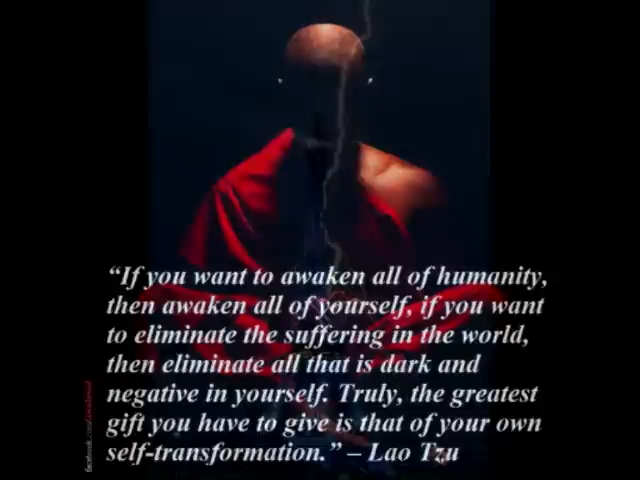 “If you want to awaken all of humanity,
then awaken all of yourself, if you want
to eliminate the suffering in the world,
then eliminate all that is dark and
negative in yourself. Truly, the greatest
gift you have to give is that of your own
self-transformation.” – Lao Tzu
facebook.com/